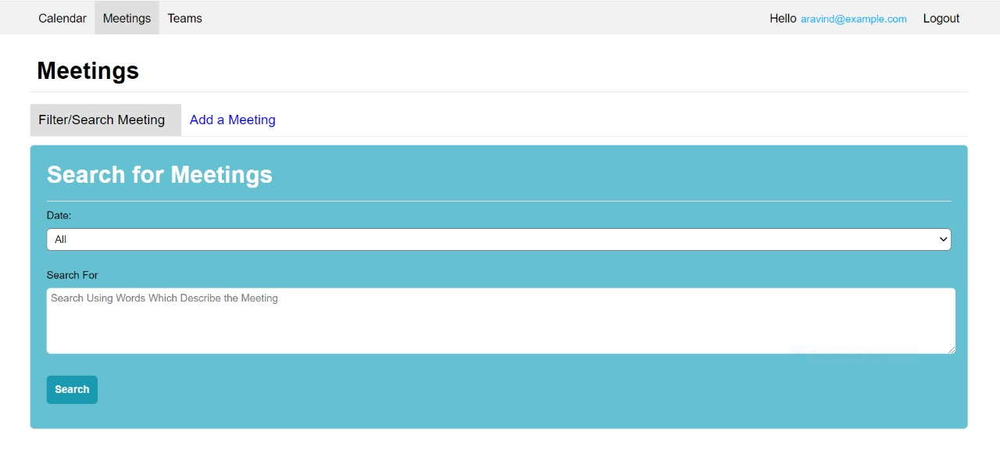 Calendar Meetings Teams Hello aravind@example.com Logout
Meetings
Filter/Search Meeting Add a Meeting
Search for Meetings
Date:
All
Search For
Search Using Words Which Describe the Meeting
Search